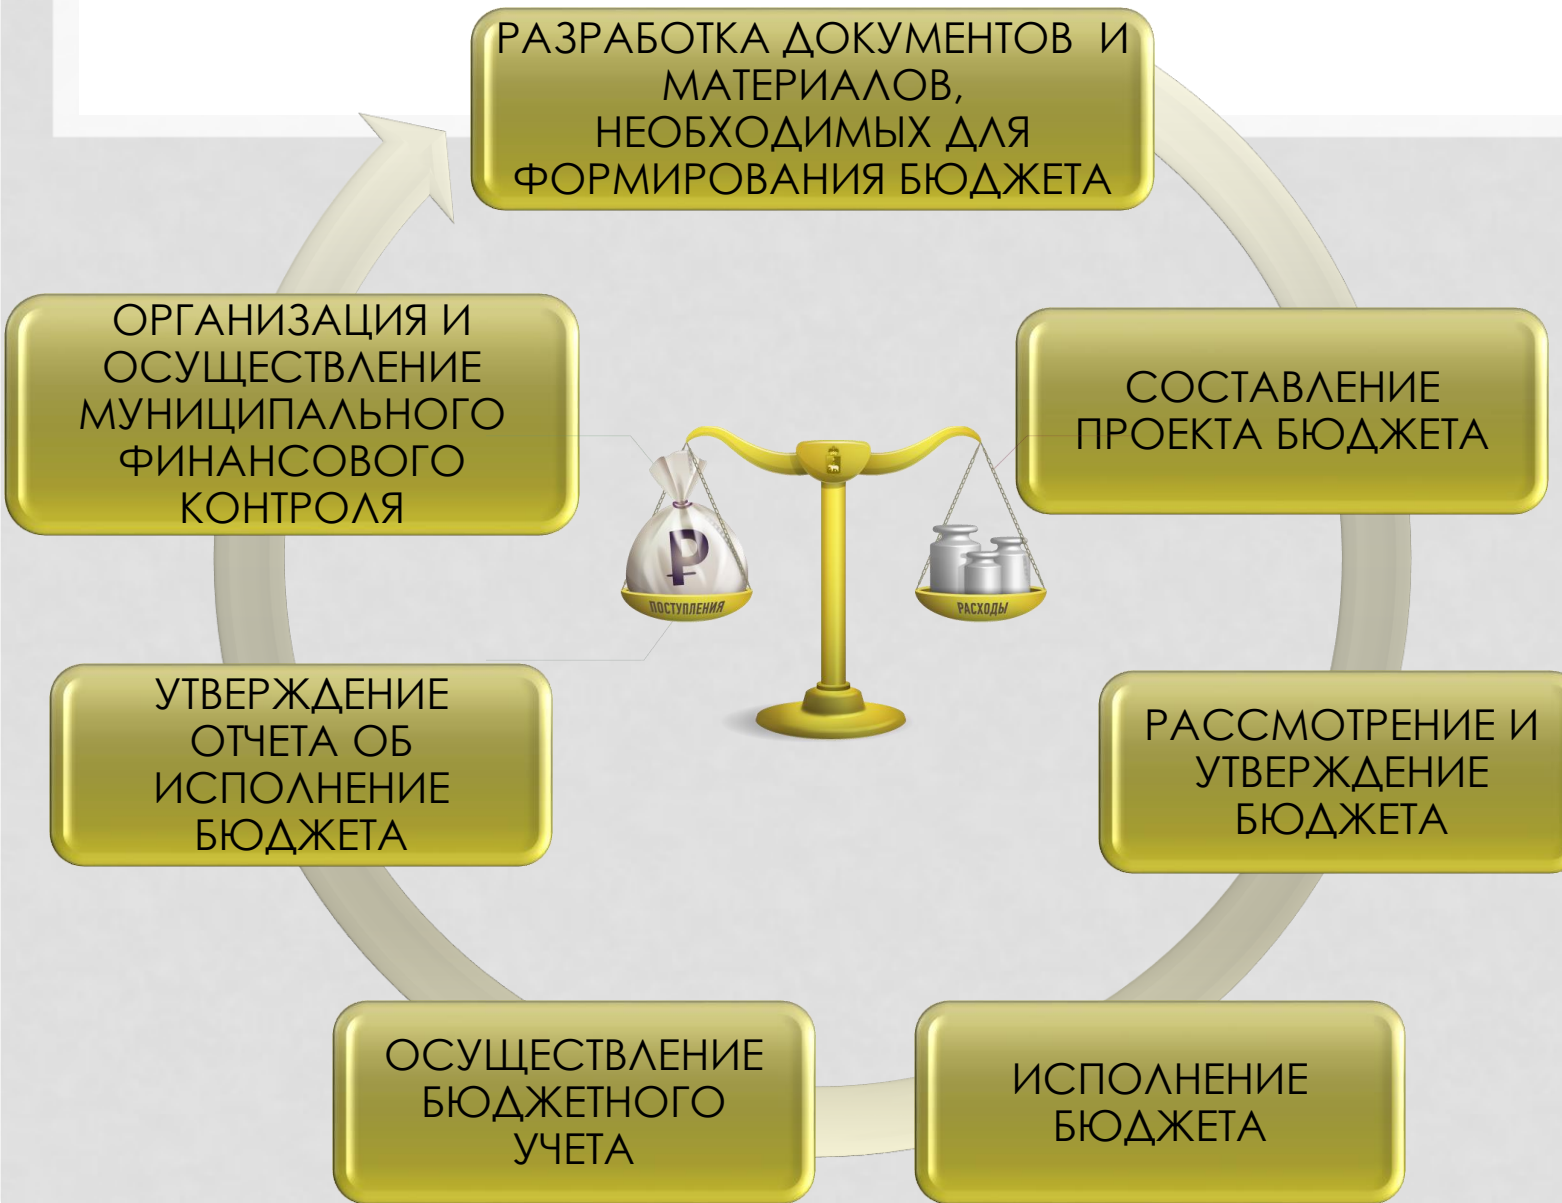 РАЗРАБОТКА ДОКУМЕНТОВ И
МАТЕРИАЛОВ,
НЕОБХОДИМЫХ ДЛЯ
ФОРМИРОВАНИЯ БЮДЖЕТА
СОСТАВЛЕНИЕ
ПРОЕКТА БЮДЖЕТА
РАССМОТРЕНИЕ И
УТВЕРЖДЕНИЕ
БЮДЖЕТА
ИСПОЛНЕНИЕ
БЮДЖЕТА
ОСУЩЕСТВЛЕНИЕ
БЮДЖЕТНОГО
УЧЕТА
УТВЕРЖДЕНИЕ
ОТЧЕТА ОБ
ИСПОЛНЕНИЕ
БЮДЖЕТА
ОРГАНИЗАЦИЯ И
ОСУЩЕСТВЛЕНИЕ
МУНИЦИПАЛЬНОГО
ФИНАНСОВОГО
КОНТРОЛЯ
₽
ПОСТУПЛЕНИЯ
РАСХОДЫ